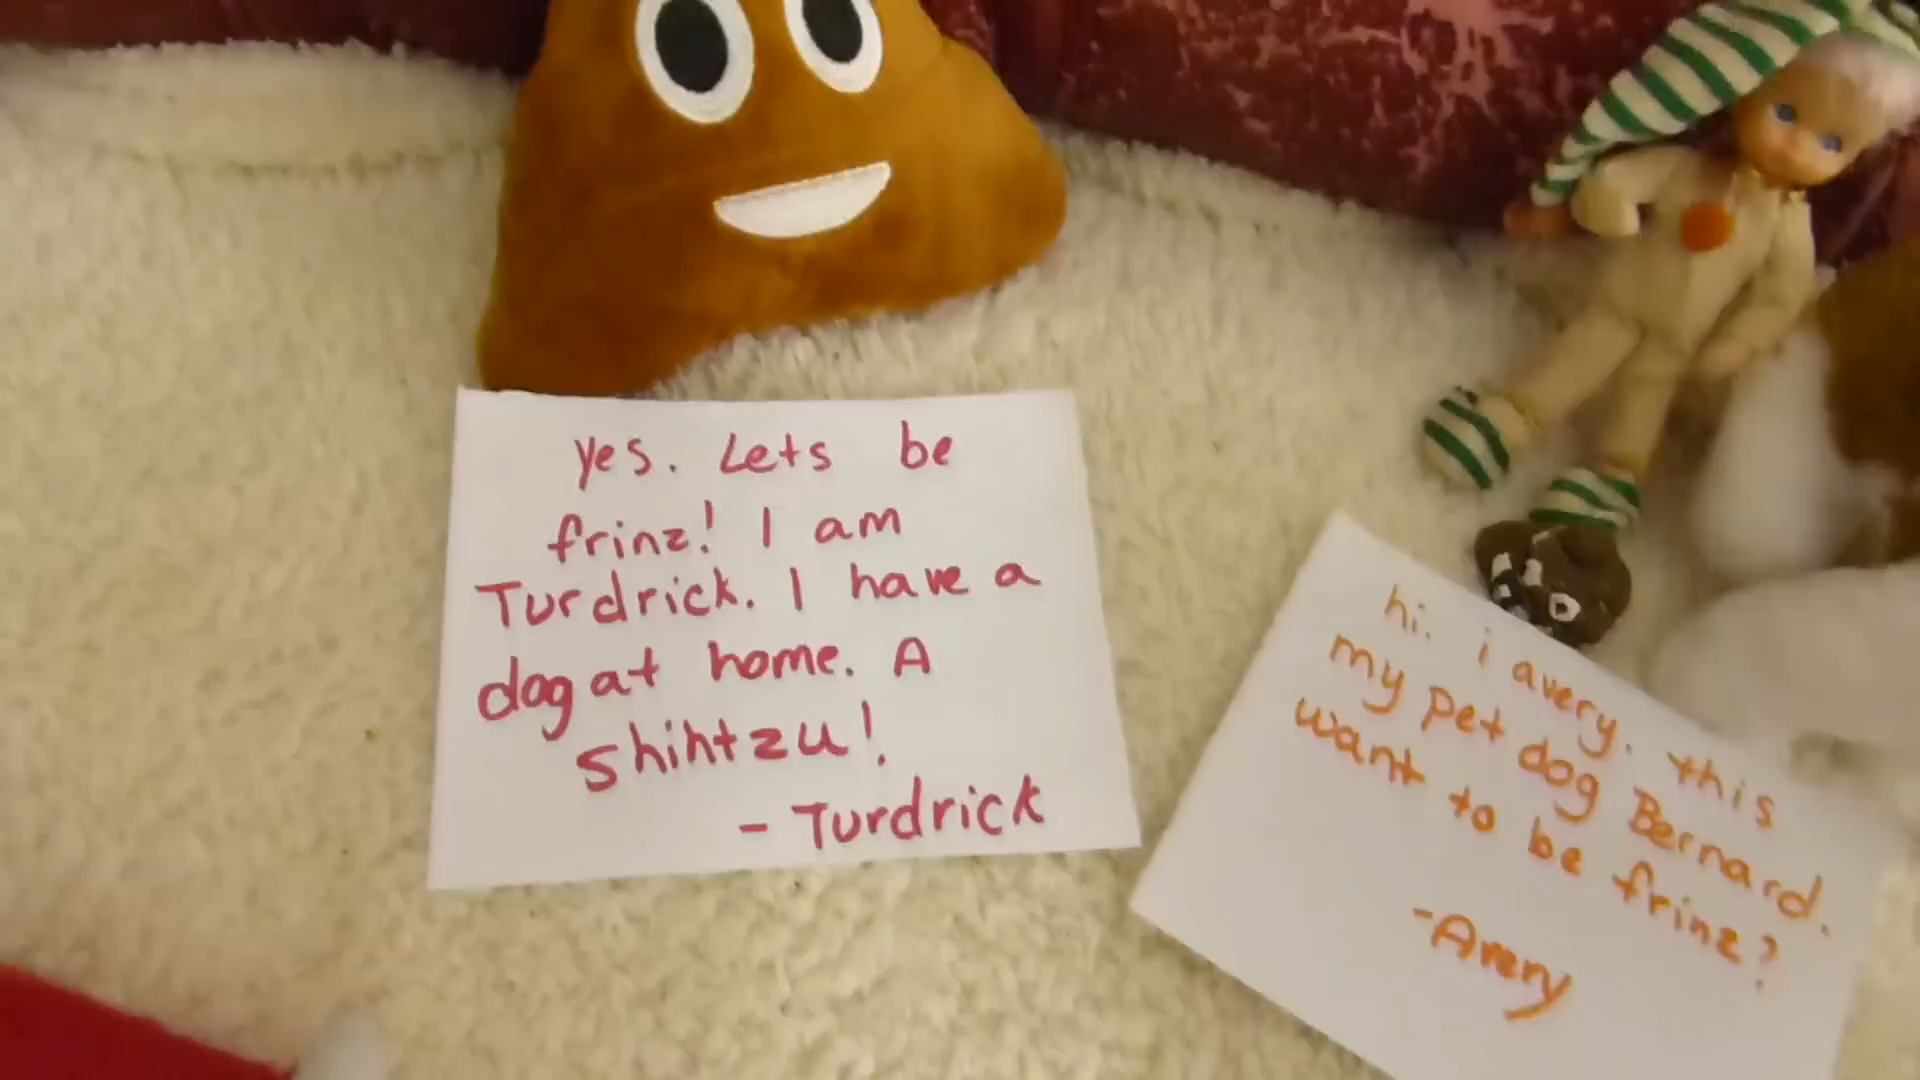 yes. Lets be
frinz! I am
Turdrick. I have a
dog at home. A
shihtzu!
- Turdrick
hi. i avery. this
my pet dog Bernard.
want to be frinz?
- Avery